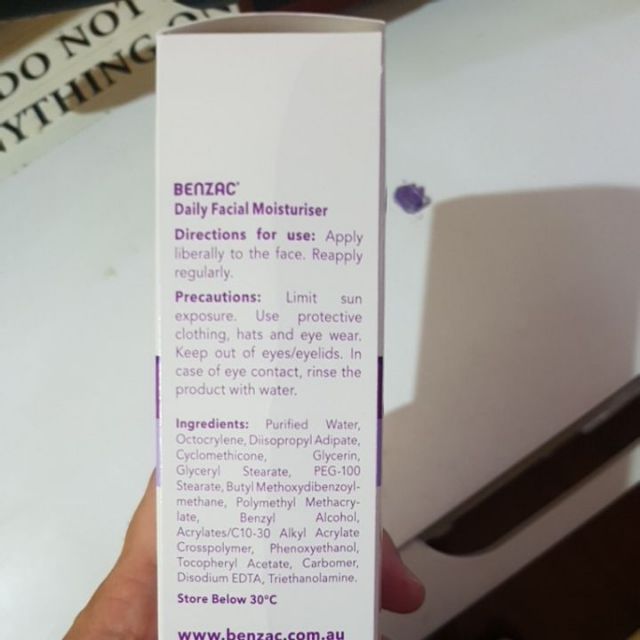 DO NOT
YTHING ON
BENZAC®
Daily Facial Moisturiser
Directions for use: Apply
liberally to the face. Reapply
regularly.
Precautions: Limit sun
exposure. Use protective
clothing, hats and eye wear.
Keep out of eyes/eyelids. In
case of eye contact, rinse the
product with water.
Ingredients: Purified Water,
Octocrylene, Diisopropyl Adipate,
Cyclomethicone, Glycerin,
Glyceryl Stearate, PEG-100
Stearate, Butyl Methoxydibenzoyl-
methane, Polymethyl Methacry-
late, Benzyl Alcohol,
Acrylates/C10-30 Alkyl Acrylate
Crosspolymer, Phenoxyethanol,
Tocopheryl Acetate, Carbomer,
Disodium EDTA, Triethanolamine.
Store Below 30°C
www.benzac.com.au